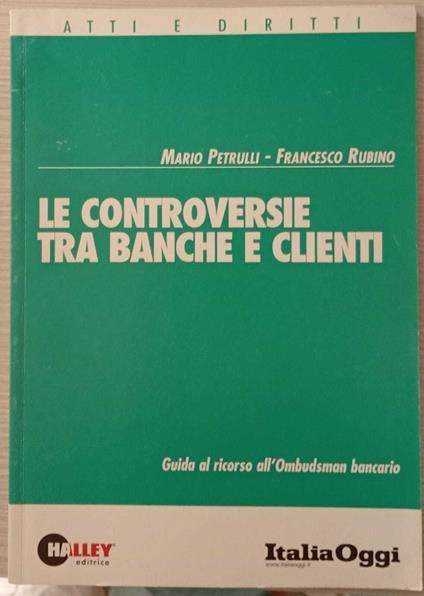 ATTI E DIRITTI
MARIO PETRULLI - FRANCESCO RUBINO
LE CONTROVERSIE
TRA BANCHE E CLIENTI
Guida al ricorso all'Ombudsman bancario
HALLEY
editrice
ItaliaOggi
www.italiaoggi.it